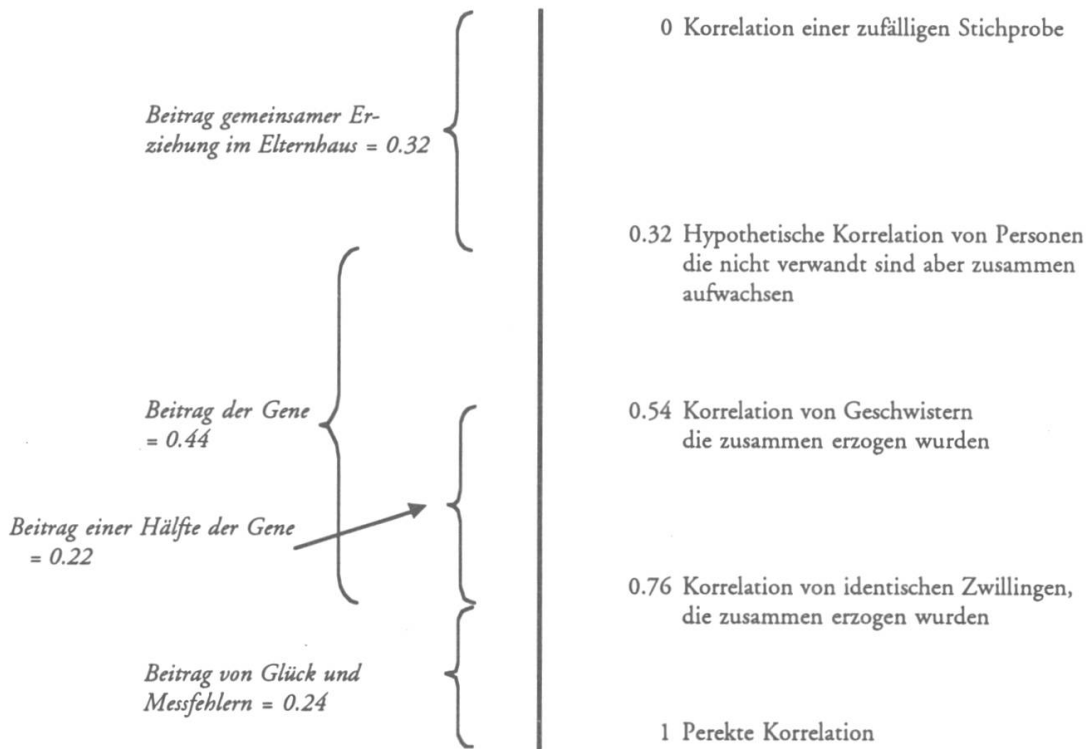 0 Korrelation einer zufälligen Stichprobe
Beitrag gemeinsamer Er-
ziehung im Elternhaus = 0.32
0.32 Hypothetische Korrelation von Personen
die nicht verwandt sind aber zusammen
aufwachsen
Beitrag der Gene
= 0.44
0.54 Korrelation von Geschwistern
die zusammen erzogen wurden
Beitrag einer Hälfte der Gene
= 0.22
0.76 Korrelation von identischen Zwillingen,
die zusammen erzogen wurden
Beitrag von Glück und
Messfehlern = 0.24
1 Perekte Korrelation